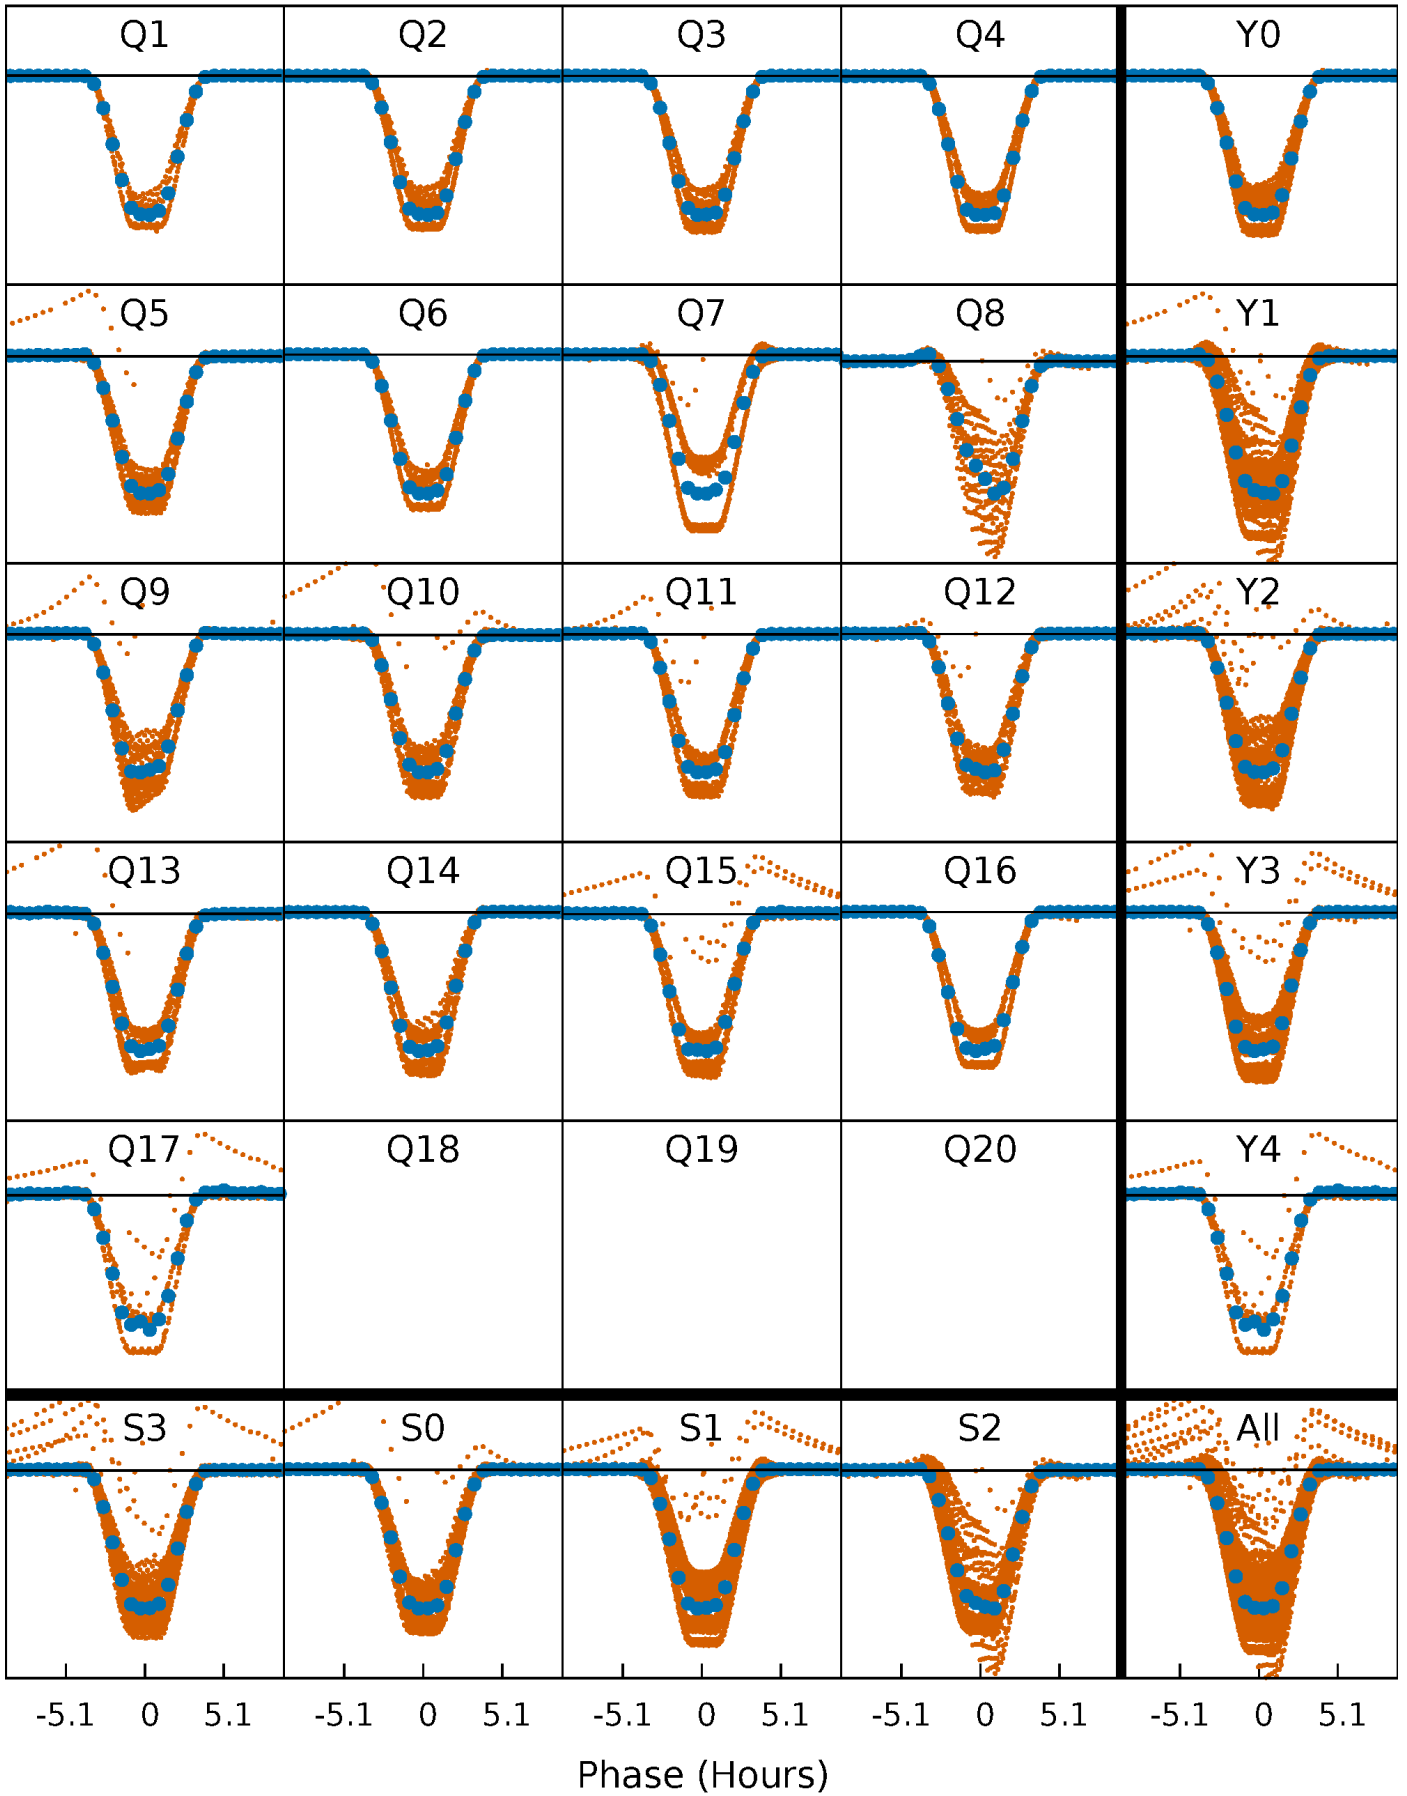 Q1 Q2 Q3 Q4 Y0
Q5 Q6 Q7 Q8 Y1
Q9 Q10 Q11 Q12 Y2
Q13 Q14 Q15 Q16 Y3
Q17 Q18 Q19 Q20 Y4
S3 S0 S1 S2 All
-5.1 0 5.1 -5.1 0 5.1 -5.1 0 5.1 -5.1 0 5.1 -5.1 0 5.1
Phase (Hours)